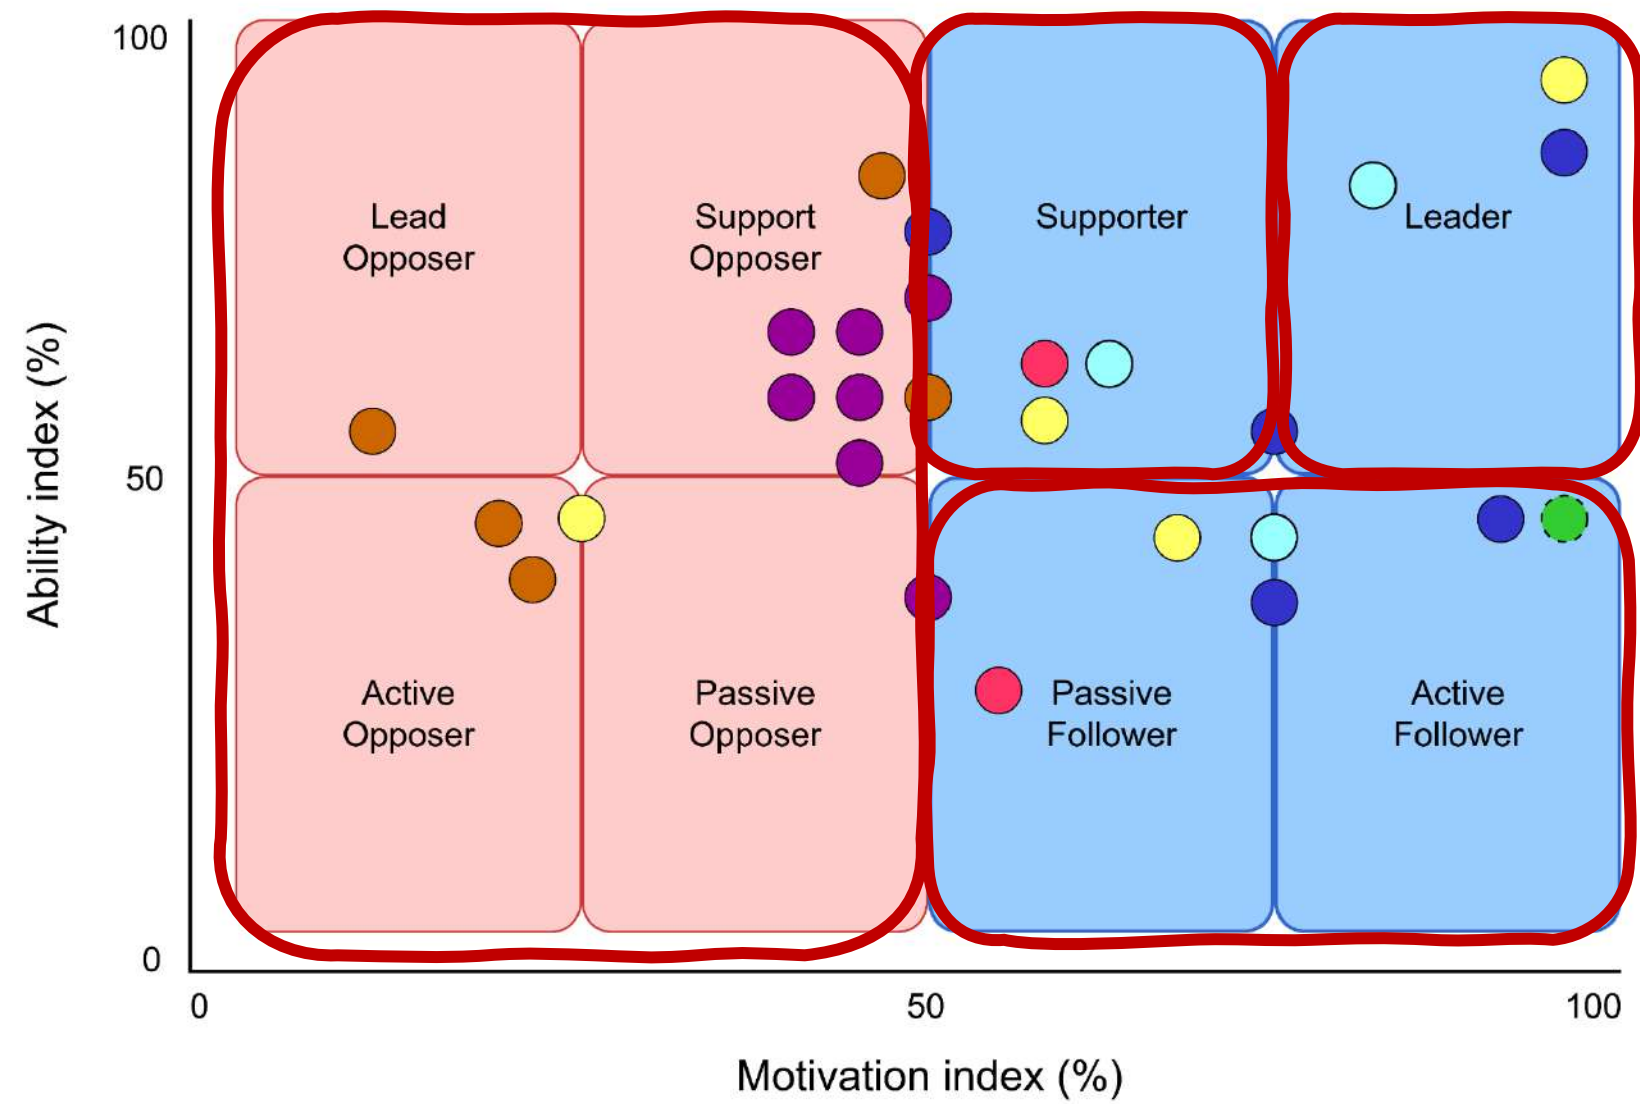 100
Lead
Opposer
Support
Opposer
Supporter
Leader
Ability index (%)
50
Active
Opposer
Passive
Opposer
Passive
Follower
Active
Follower
0
0
50
100
Motivation index (%)